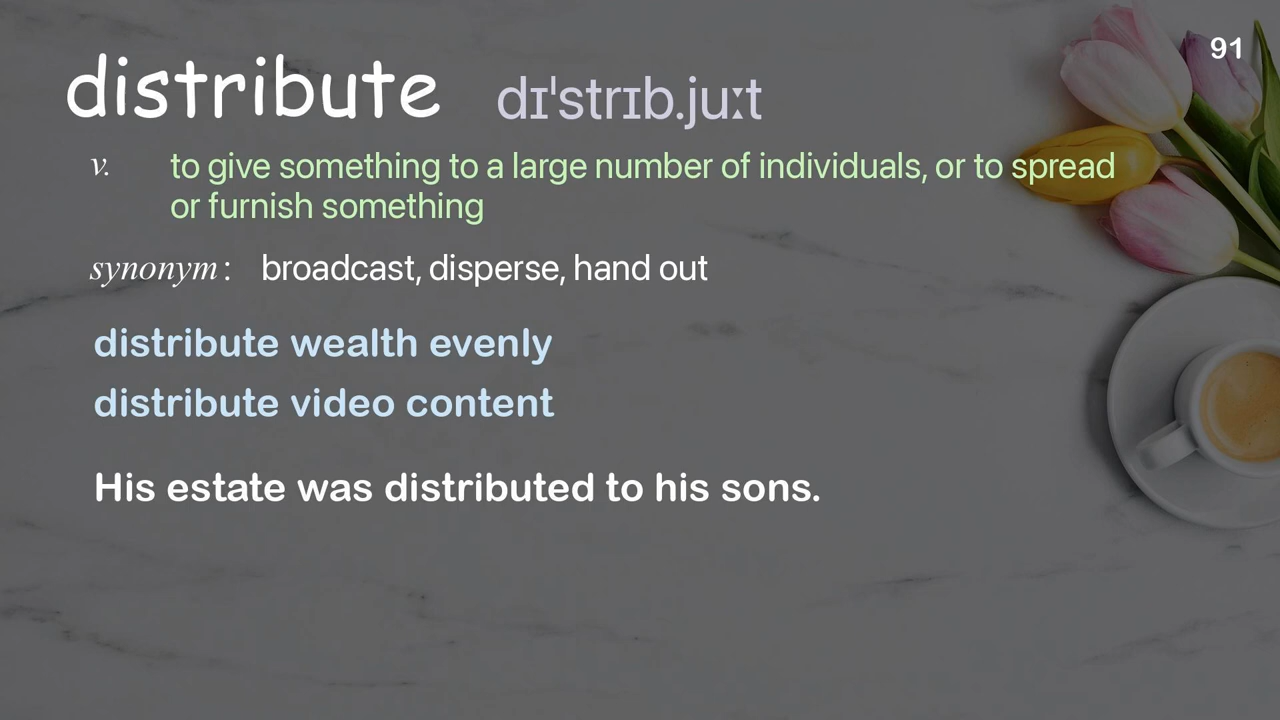 91
distribute dɪˈstrɪb.juːt
v. to give something to a large number of individuals, or to spread
or furnish something
synonym: broadcast, disperse, hand out
distribute wealth evenly
distribute video content
His estate was distributed to his sons.